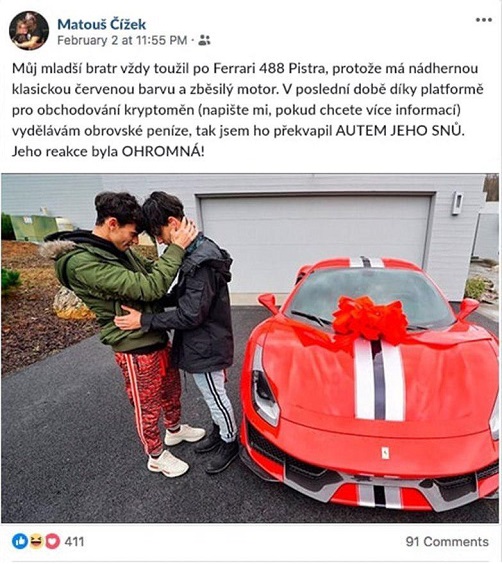 Matouš Čížek
February 2 at 11:55 PM ·
Můj mladší bratr vždy toužil po Ferrari 488 Pistra, protože má nádhernou
klasickou červenou barvu a zběsilý motor. V poslední době díky platformě
pro obchodování kryptoměn (napište mi, pokud chcete více informací)
vydělávám obrovské peníze, tak jsem ho překvapil AUTEM JEHO SNŮ.
Jeho reakce byla OHROMNÁ!
411
91 Comments